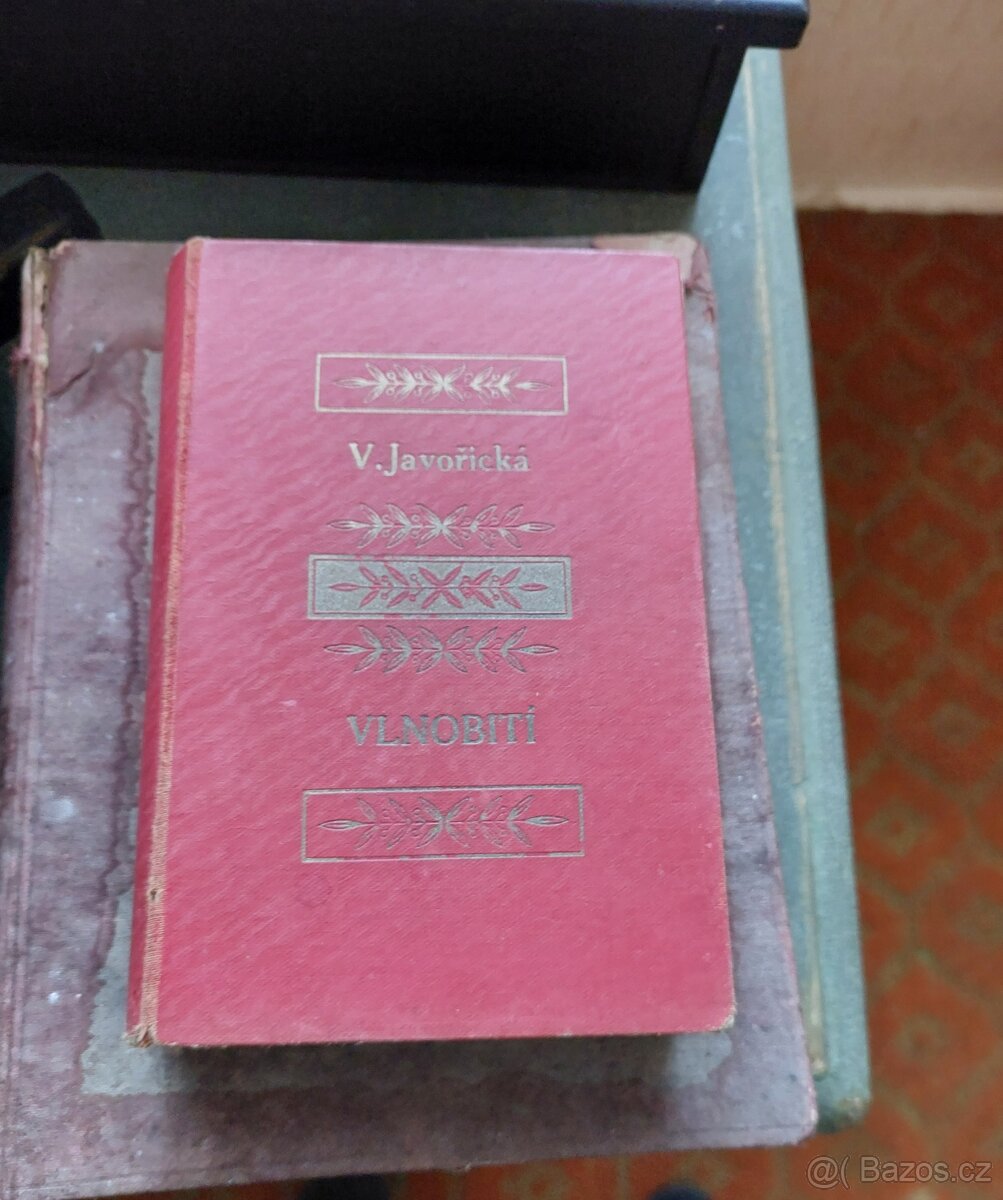 V. Javořická
VLNOBITÍ
@( Bazos.cz